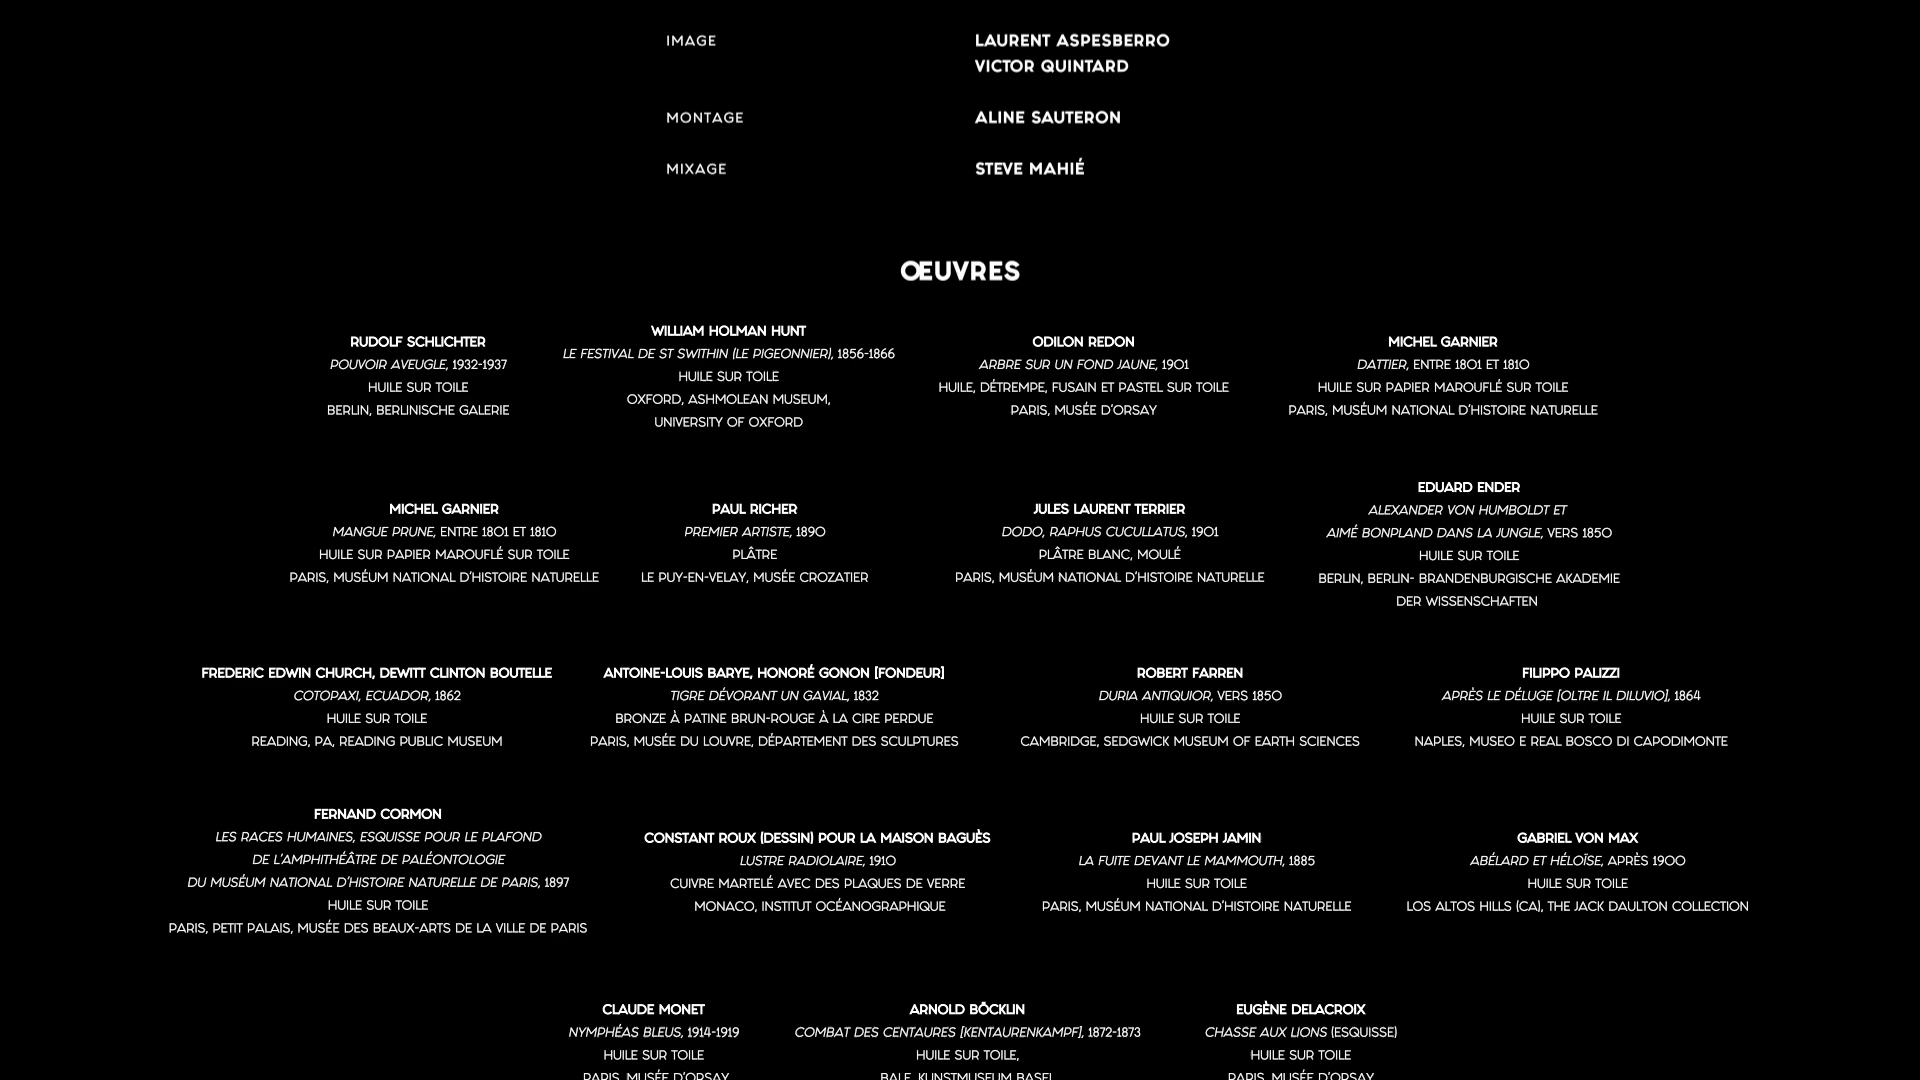 IMAGE LAURENT ASPESBERRO
VICTOR QUINTARD
MONTAGE ALINE SAUTERON
MIXAGE STEVE MAHIÉ
ŒUVRES
RUDOLF SCHLICHTER
POUVOIR AVEUGLE, 1932-1937
HUILE SUR TOILE
BERLIN, BERLINISCHE GALERIE
WILLIAM HOLMAN HUNT
LE FESTIVAL DE ST SWITHIN (LE PIGEONNIER), 1856-1866
HUILE SUR TOILE
OXFORD, ASHMOLEAN MUSEUM,
UNIVERSITY OF OXFORD
ODILON REDON
ARBRE SUR UN FOND JAUNE, 1901
HUILE, DÉTREMPE, FUSAIN ET PASTEL SUR TOILE
PARIS, MUSÉE D'ORSAY
MICHEL GARNIER
DATTIER, ENTRE 1801 ET 1810
HUILE SUR PAPIER MAROUFLÉ SUR TOILE
PARIS, MUSÉUM NATIONAL D'HISTOIRE NATURELLE
MICHEL GARNIER
MANGUE PRUNE, ENTRE 1801 ET 1810
HUILE SUR PAPIER MAROUFLÉ SUR TOILE
PARIS, MUSÉUM NATIONAL D'HISTOIRE NATURELLE
PAUL RICHER
PREMIER ARTISTE, 1890
PLÂTRE
LE PUY-EN-VELAY, MUSÉE CROZATIER
JULES LAURENT TERRIER
DODO, RAPHUS CUCULLATUS, 1901
PLÂTRE BLANC, MOULÉ
PARIS, MUSÉUM NATIONAL D'HISTOIRE NATURELLE
EDUARD ENDER
ALEXANDER VON HUMBOLDT ET
AIMÉ BONPLAND DANS LA JUNGLE, VERS 1850
HUILE SUR TOILE
BERLIN, BERLIN- BRANDENBURGISCHE AKADEMIE
DER WISSENSCHAFTEN
FREDERIC EDWIN CHURCH, DEWITT CLINTON BOUTELLE
COTOPAXI, ECUADOR, 1862
HUILE SUR TOILE
READING, PA, READING PUBLIC MUSEUM
ANTOINE-LOUIS BARYE, HONORÉ GONON [FONDEUR]
TIGRE DÉVORANT UN GAVIAL, 1832
BRONZE À PATINE BRUN-ROUGE À LA CIRE PERDUE
PARIS, MUSÉE DU LOUVRE, DÉPARTEMENT DES SCULPTURES
ROBERT FARREN
DURIA ANTIQUIOR, VERS 1850
HUILE SUR TOILE
CAMBRIDGE, SEDGWICK MUSEUM OF EARTH SCIENCES
FILIPPO PALIZZI
APRÈS LE DÉLUGE [OLTRE IL DILUVIO], 1864
HUILE SUR TOILE
NAPLES, MUSEO E REAL BOSCO DI CAPODIMONTE
FERNAND CORMON
LES RACES HUMAINES, ESQUISSE POUR LE PLAFOND
DE L'AMPHITHÉÂTRE DE PALÉONTOLOGIE
DU MUSÉUM NATIONAL D'HISTOIRE NATURELLE DE PARIS, 1897
HUILE SUR TOILE
PARIS, PETIT PALAIS, MUSÉE DES BEAUX-ARTS DE LA VILLE DE PARIS
CONSTANT ROUX (DESSIN) POUR LA MAISON BAGUÈS
LUSTRE RADIOLAIRE, 1910
CUIVRE MARTELÉ AVEC DES PLAQUES DE VERRE
MONACO, INSTITUT OCÉANOGRAPHIQUE
PAUL JOSEPH JAMIN
LA FUITE DEVANT LE MAMMOUTH, 1885
HUILE SUR TOILE
PARIS, MUSÉUM NATIONAL D'HISTOIRE NATURELLE
GABRIEL VON MAX
ABÉLARD ET HÉLOÏSE, APRÈS 1900
HUILE SUR TOILE
LOS ALTOS HILLS (CA), THE JACK DAULTON COLLECTION
CLAUDE MONET
NYMPHÉAS BLEUS, 1914-1919
HUILE SUR TOILE
PARIS, MUSÉE D'ORSAY
ARNOLD BÖCKLIN
COMBAT DES CENTAURES [KENTAURENKAMPF], 1872-1873
HUILE SUR TOILE,
BALE, KUNSTMUSEUM BASEL
EUGÈNE DELACROIX
CHASSE AUX LIONS (ESQUISSE)
HUILE SUR TOILE
PARIS, MUSÉE D'ORSAY